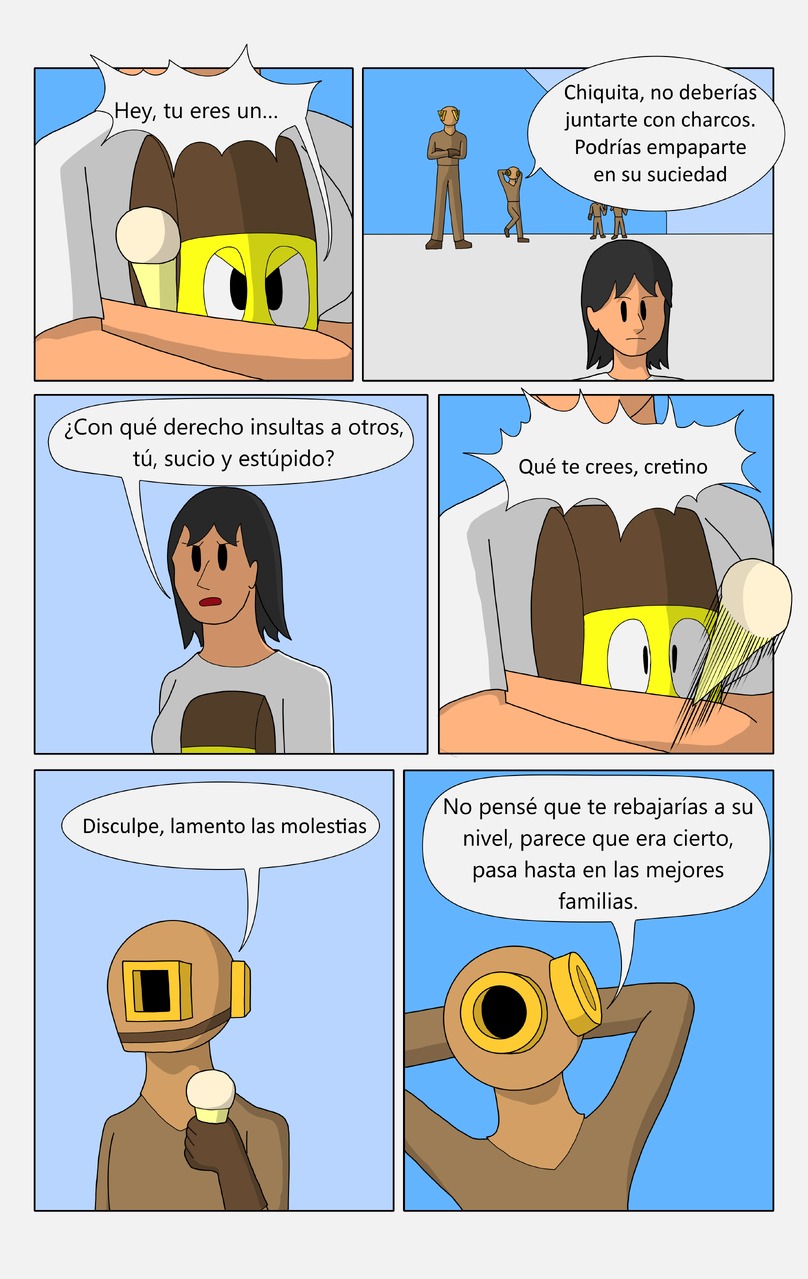 Hey, tu eres un...
Chiquita, no deberías
juntarte con charcos.
Podrías empaparte
en su suciedad
¿Con qué derecho insultas a otros,
tú, sucio y estúpido?
Qué te crees, cretino
Disculpe, lamento las molestias
No pensé que te rebajarías a su
nivel, parece que era cierto,
pasa hasta en las mejores
familias.